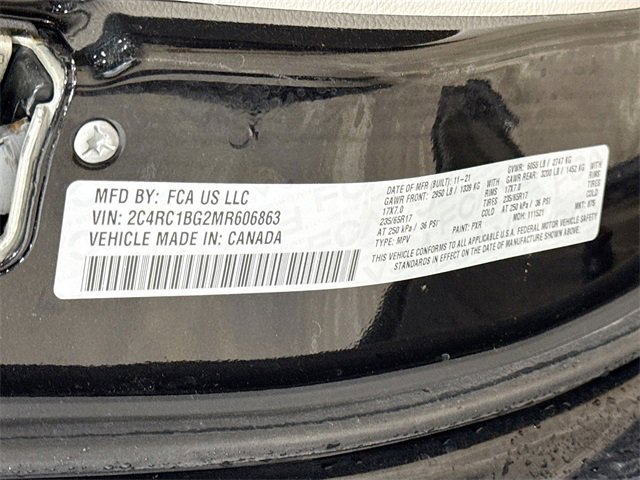 MFD BY: FCA US LLC
VIN: 2C4RC1BG2MR606863
VEHICLE MADE IN: CANADA
DATE OF MFR (BUILT): 11-21
GVWR: 6055 LB / 2747 KG
GAWR FRONT: 2950 LB / 1339 KG
GAWR REAR: 3200 LB / 1452 KG
RIMS
17X7.0
RIMS
17X7.0
TIRES
235/65R17
TIRES
235/65R17
COLD:
AT 250 kPa / 36 PSI
COLD:
AT 250 kPa / 36 PSI
TYPE: MPV
PAINT: PXR
MDH: 111521
THIS VEHICLE CONFORMS TO ALL APPLICABLE U.S.A. FEDERAL MOTOR VEHICLE SAFETY
STANDARDS IN EFFECT ON THE DATE OF MANUFACTURE SHOWN ABOVE.